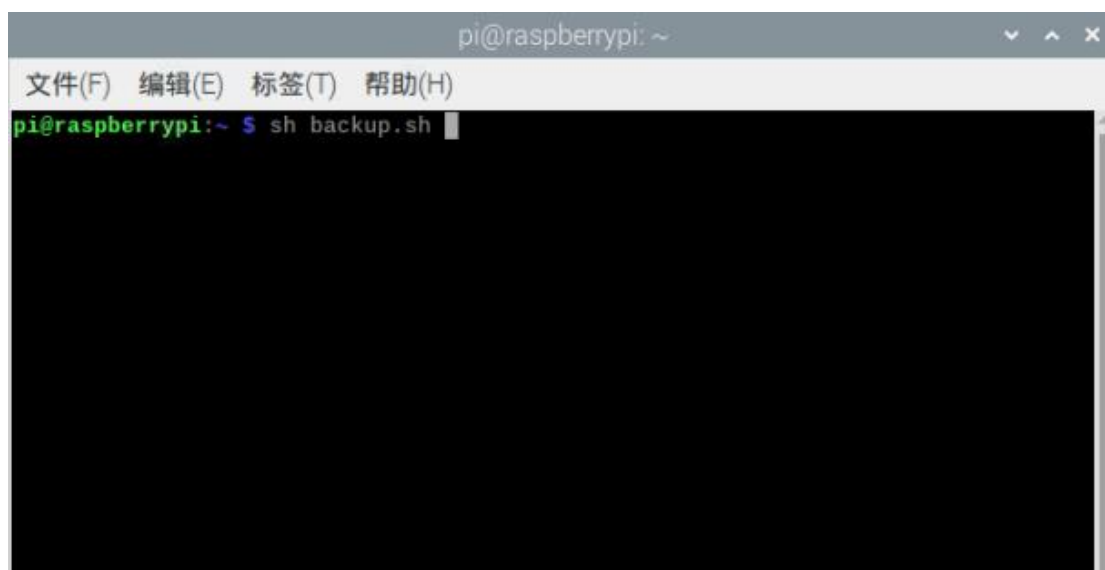 pi@raspberrypi: ~
文件(F) 编辑(E) 标签(T) 帮助(H)
pi@raspberrypi:~ $ sh backup.sh